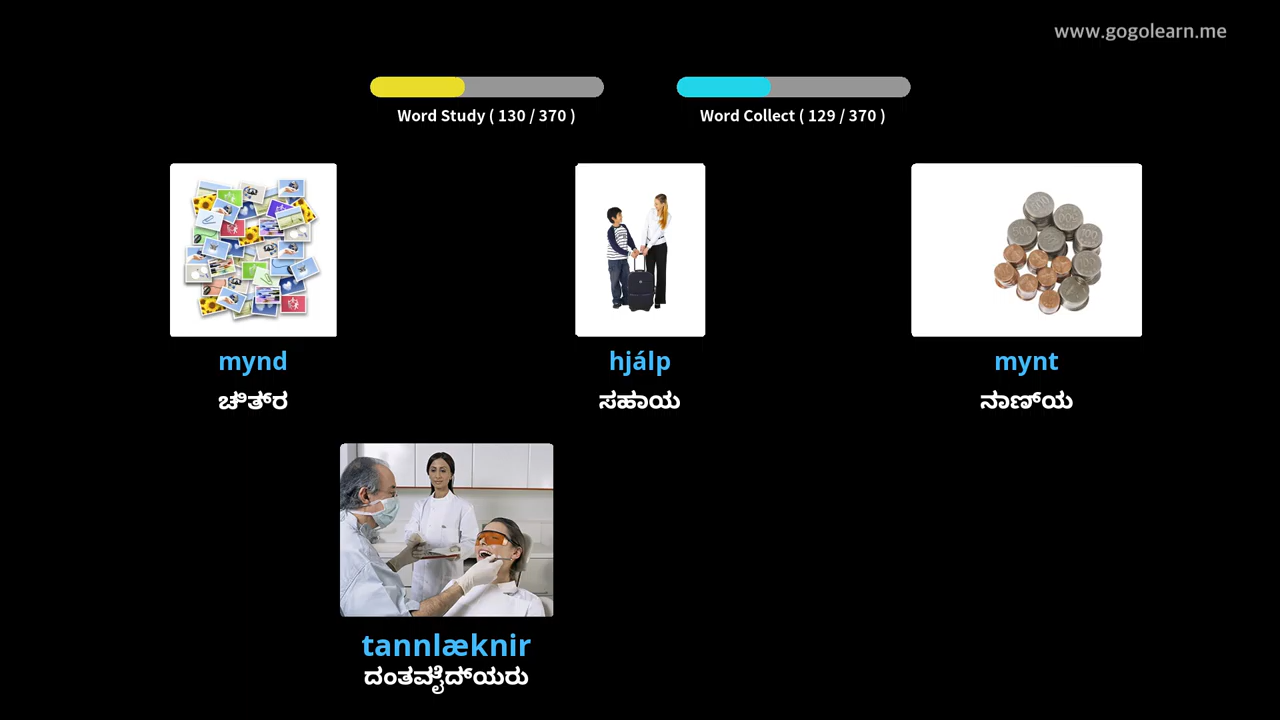 www.gogolearn.me
Word Study ( 130 / 370 )
Word Collect ( 129 / 370 )
mynd
ಚಿತ್ರ
hjálp
ಸಹಾಯ
mynt
ನಾಣ್ಯ
tannlæknir
ದಂತವೈದ್ಯರು